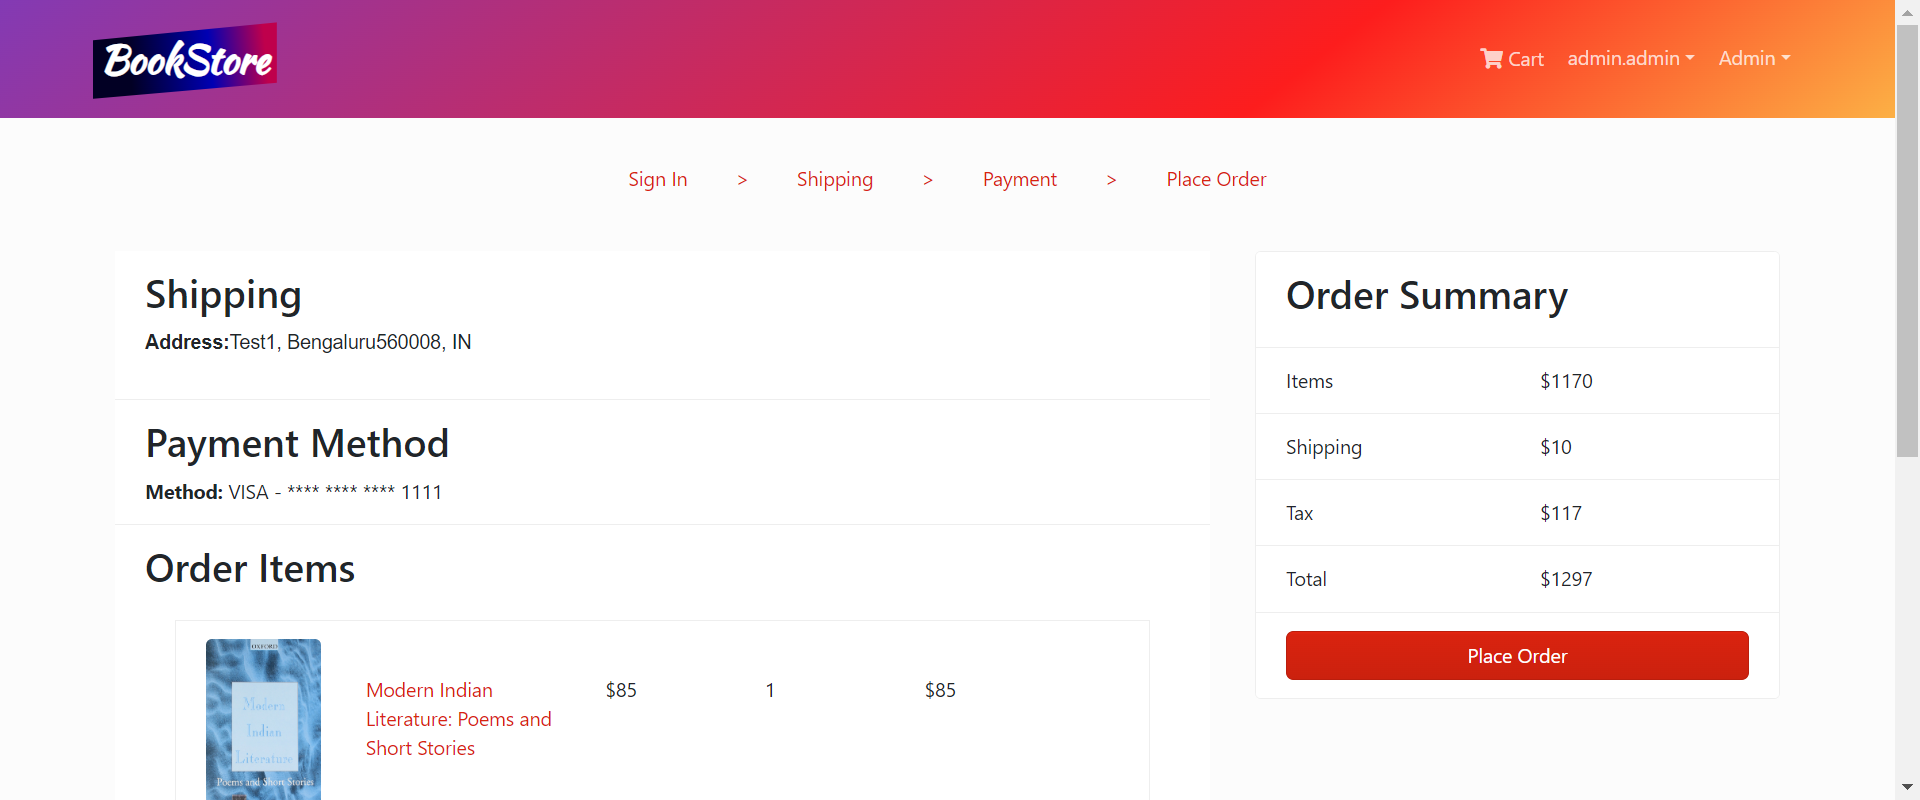 BookStore
Cart admin.admin Admin
Sign In > Shipping > Payment > Place Order
Shipping
Address:Test1, Bengaluru560008, IN
Payment Method
Method: VISA - **** **** **** 1111
Order Items
OXFORD
Modern
Indian
Literature
Poems and Short Stories
Modern Indian
Literature: Poems and
Short Stories
$85 1 $85
Order Summary
Items $1170
Shipping $10
Tax $117
Total $1297
Place Order